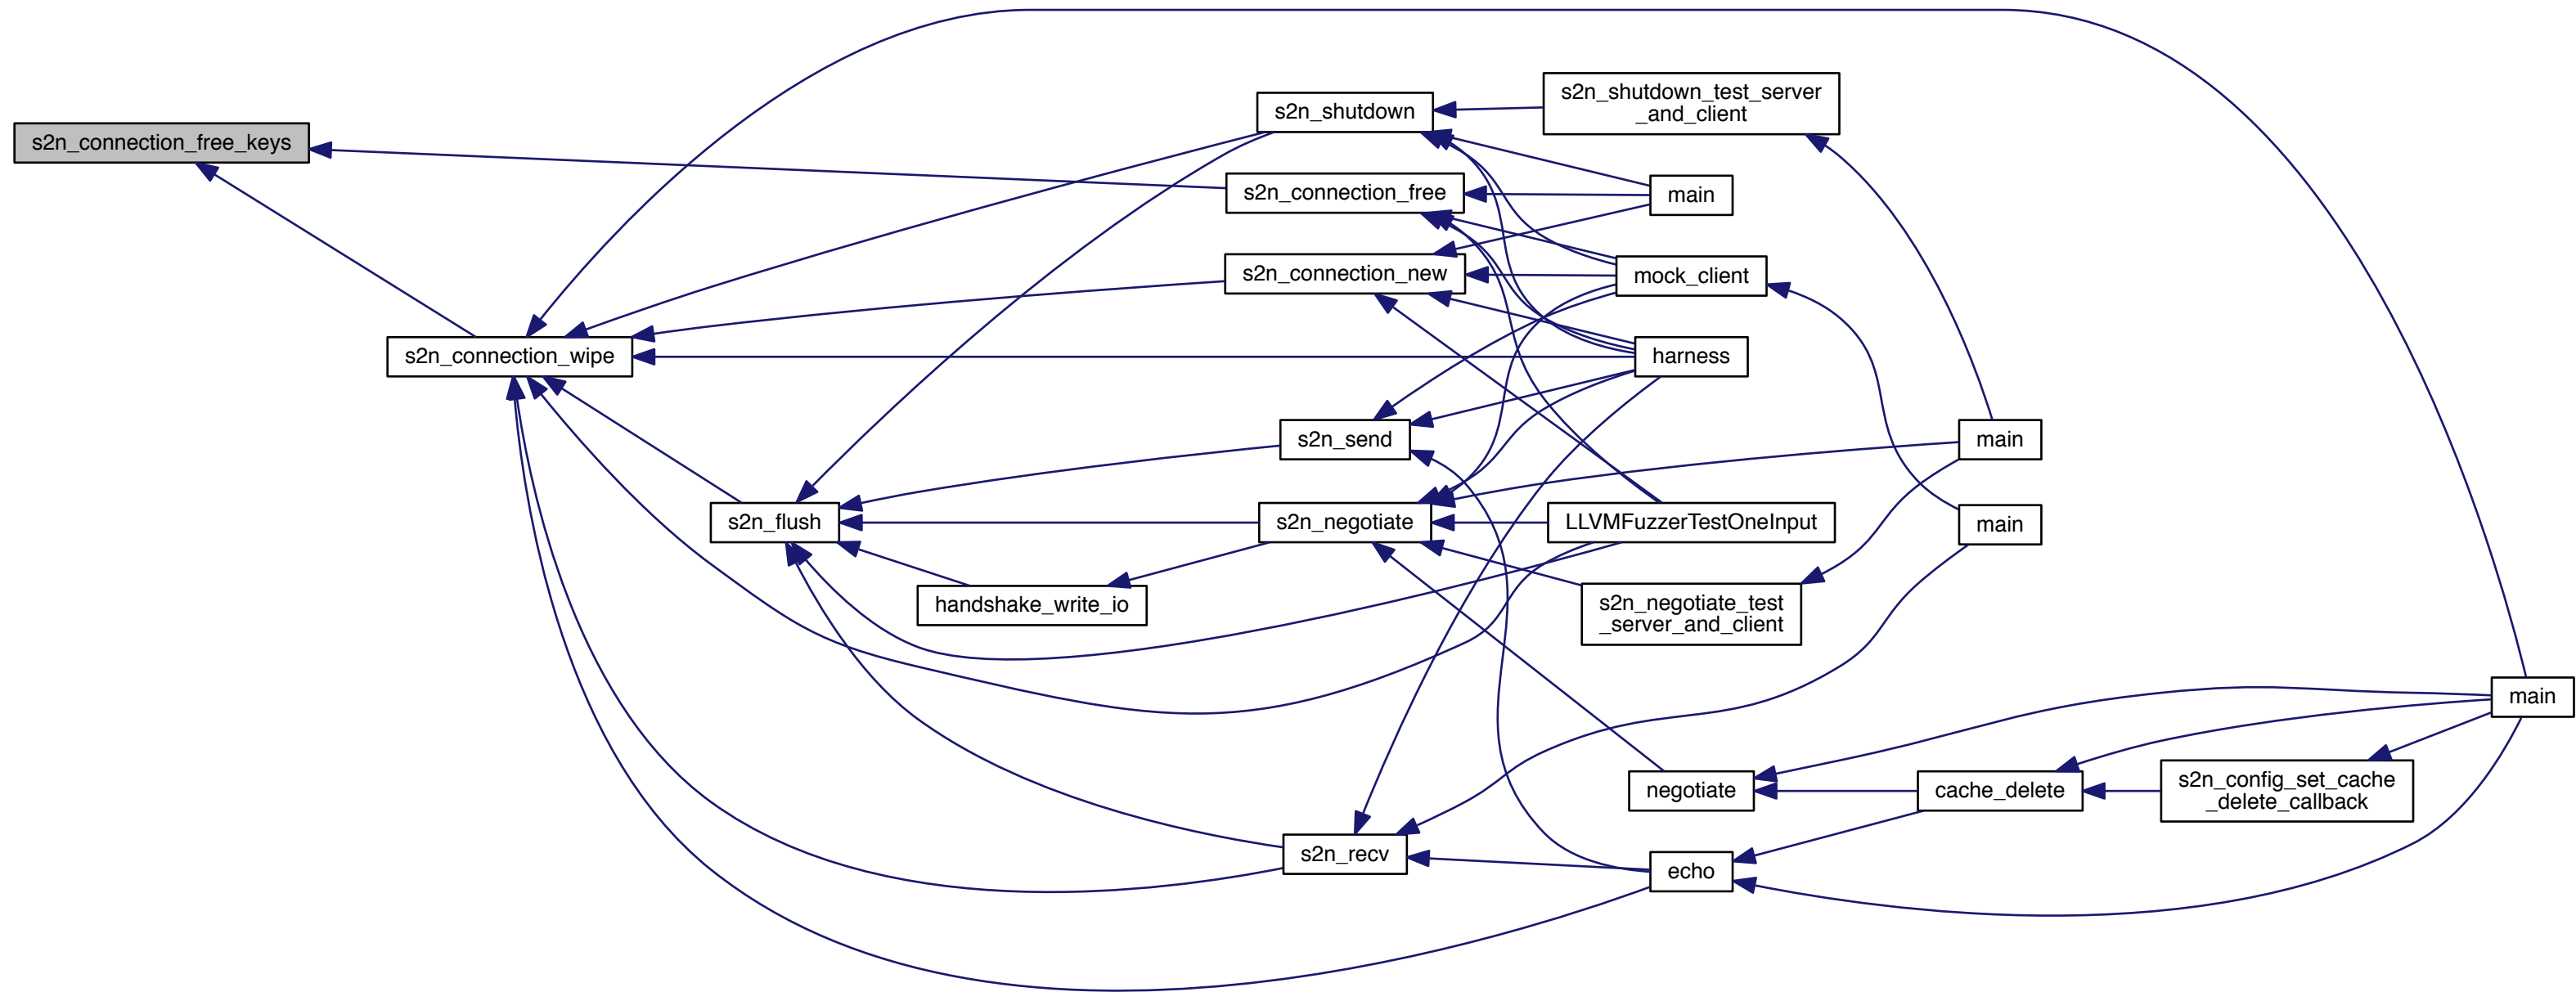 s2n_connection_free_keys
s2n_connection_wipe
s2n_flush
handshake_write_io
s2n_shutdown
s2n_connection_free
s2n_connection_new
s2n_send
s2n_negotiate
s2n_recv
s2n_shutdown_test_server
_and_client
main
mock_client
harness
LLVMFuzzerTestOneInput
s2n_negotiate_test
_server_and_client
negotiate
echo
main
main
cache_delete
s2n_config_set_cache
_delete_callback
main